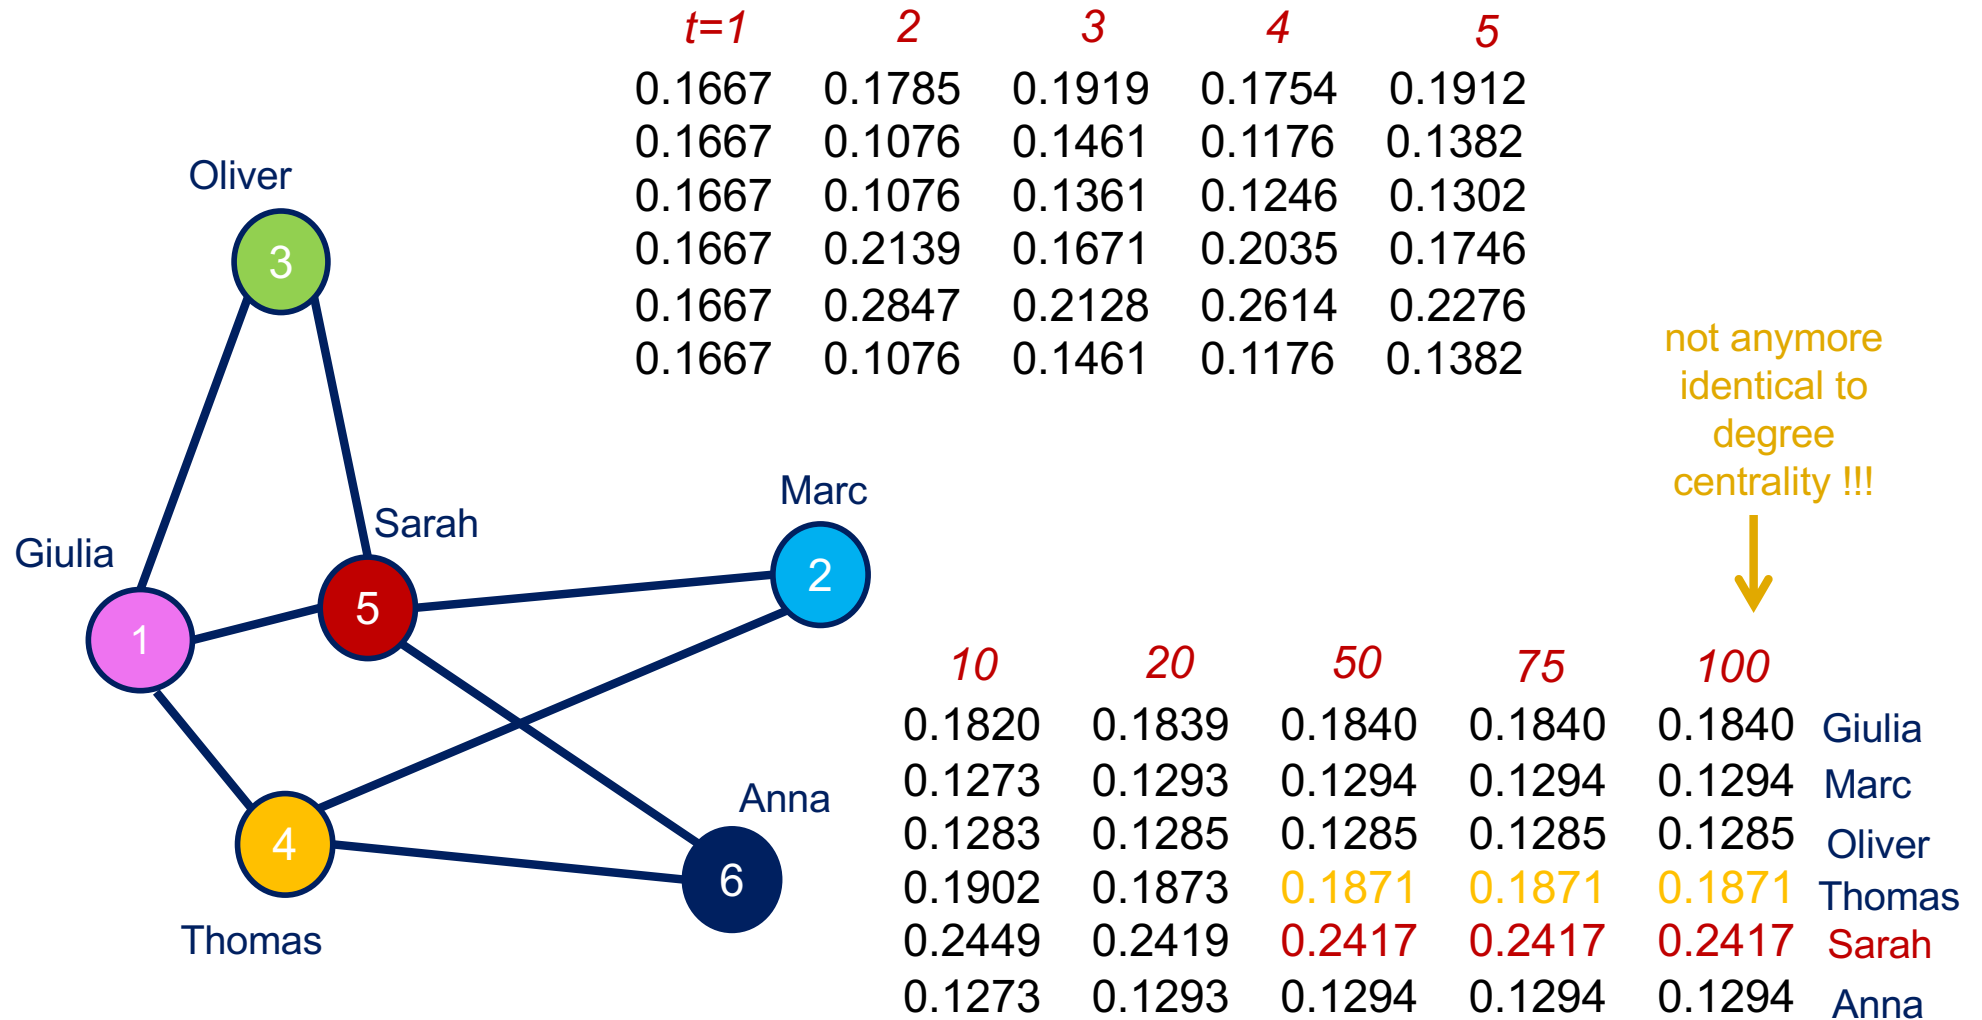 t=1 2 3 4 5
0.1667 0.1785 0.1919 0.1754 0.1912
0.1667 0.1076 0.1461 0.1176 0.1382
0.1667 0.1076 0.1361 0.1246 0.1302
0.1667 0.2139 0.1671 0.2035 0.1746
0.1667 0.2847 0.2128 0.2614 0.2276
0.1667 0.1076 0.1461 0.1176 0.1382
Oliver
3
Sarah
5
Giulia
1
Marc
2
Anna
6
4
Thomas
not anymore
identical to
degree
centrality !!!
10 20 50 75 100
0.1820 0.1839 0.1840 0.1840 0.1840 Giulia
0.1273 0.1293 0.1294 0.1294 0.1294 Marc
0.1283 0.1285 0.1285 0.1285 0.1285 Oliver
0.1902 0.1873 0.1871 0.1871 0.1871 Thomas
0.2449 0.2419 0.2417 0.2417 0.2417 Sarah
0.1273 0.1293 0.1294 0.1294 0.1294 Anna